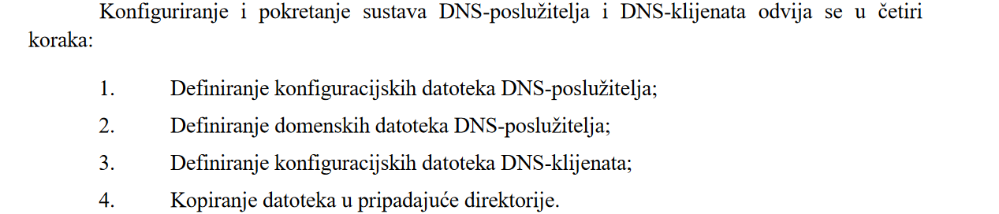 Konfiguriranje i pokretanje sustava DNS-poslužitelja i DNS-klijenata odvija se u četiri
koraka:
1. Definiranje konfiguracijskih datoteka DNS-poslužitelja;
2. Definiranje domenskih datoteka DNS-poslužitelja;
3. Definiranje konfiguracijskih datoteka DNS-klijenata;
4. Kopiranje datoteka u pripadajuće direktorije.